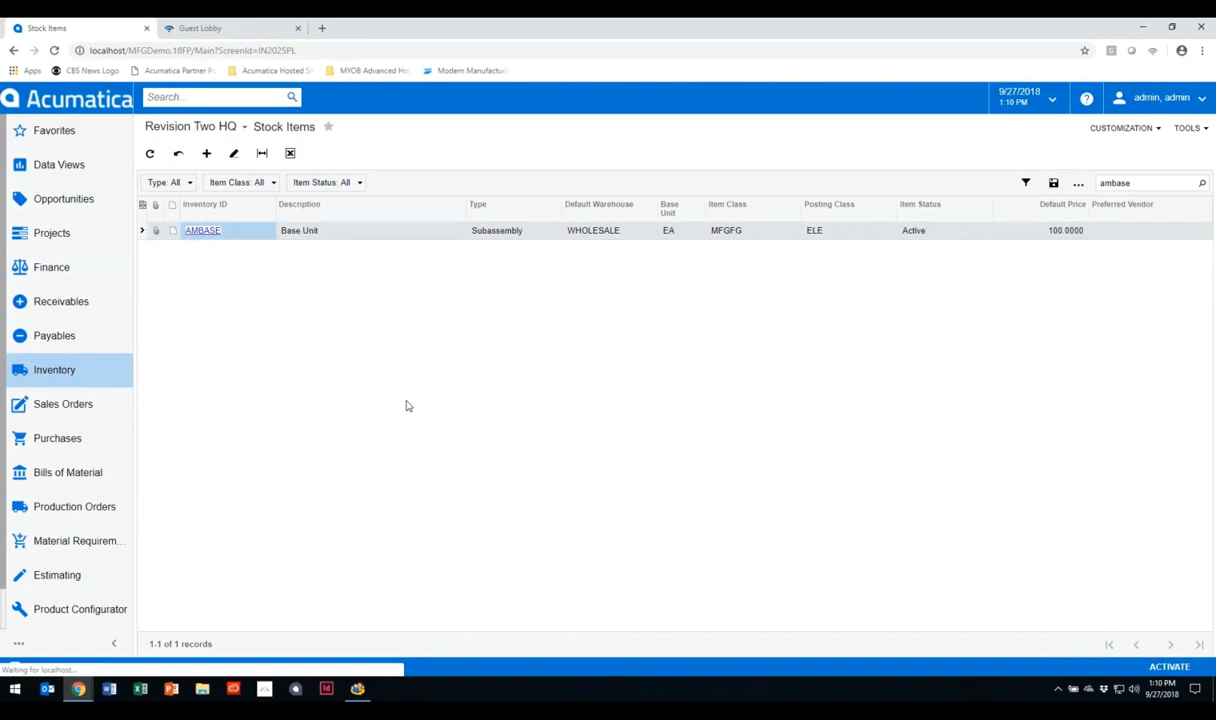 Stock Items
Guest Lobby
localhost/MFGDemo.18FP/Main?ScreenId=IN2025PL
Apps
CBS News Logo
Acumatica Partner P
Acumatica Hosted S
MYOB Advanced Ho
Modern Manufactu
Acumatica
Search...
9/27/2018
1:10 PM
admin, admin
Favorites
Revision Two HQ
Stock Items
CUSTOMIZATION
TOOLS
Data Views
Type: All
Item Class: All
Item Status: All
...
ambase
Opportunities
Inventory ID
Description
Type
Default Warehouse
Base Unit
Item Class
Posting Class
Item Status
Default Price
Preferred Vendor
Projects
AMBASE
Base Unit
Subassembly
WHOLESALE
EA
MFGFG
ELE
Active
100.0000
Finance
Receivables
Payables
Inventory
Sales Orders
Purchases
Bills of Material
Production Orders
Material Requirem...
Estimating
Product Configurator
1-1 of 1 records
Waiting for localhost...
ACTIVATE
1:10 PM
9/27/2018